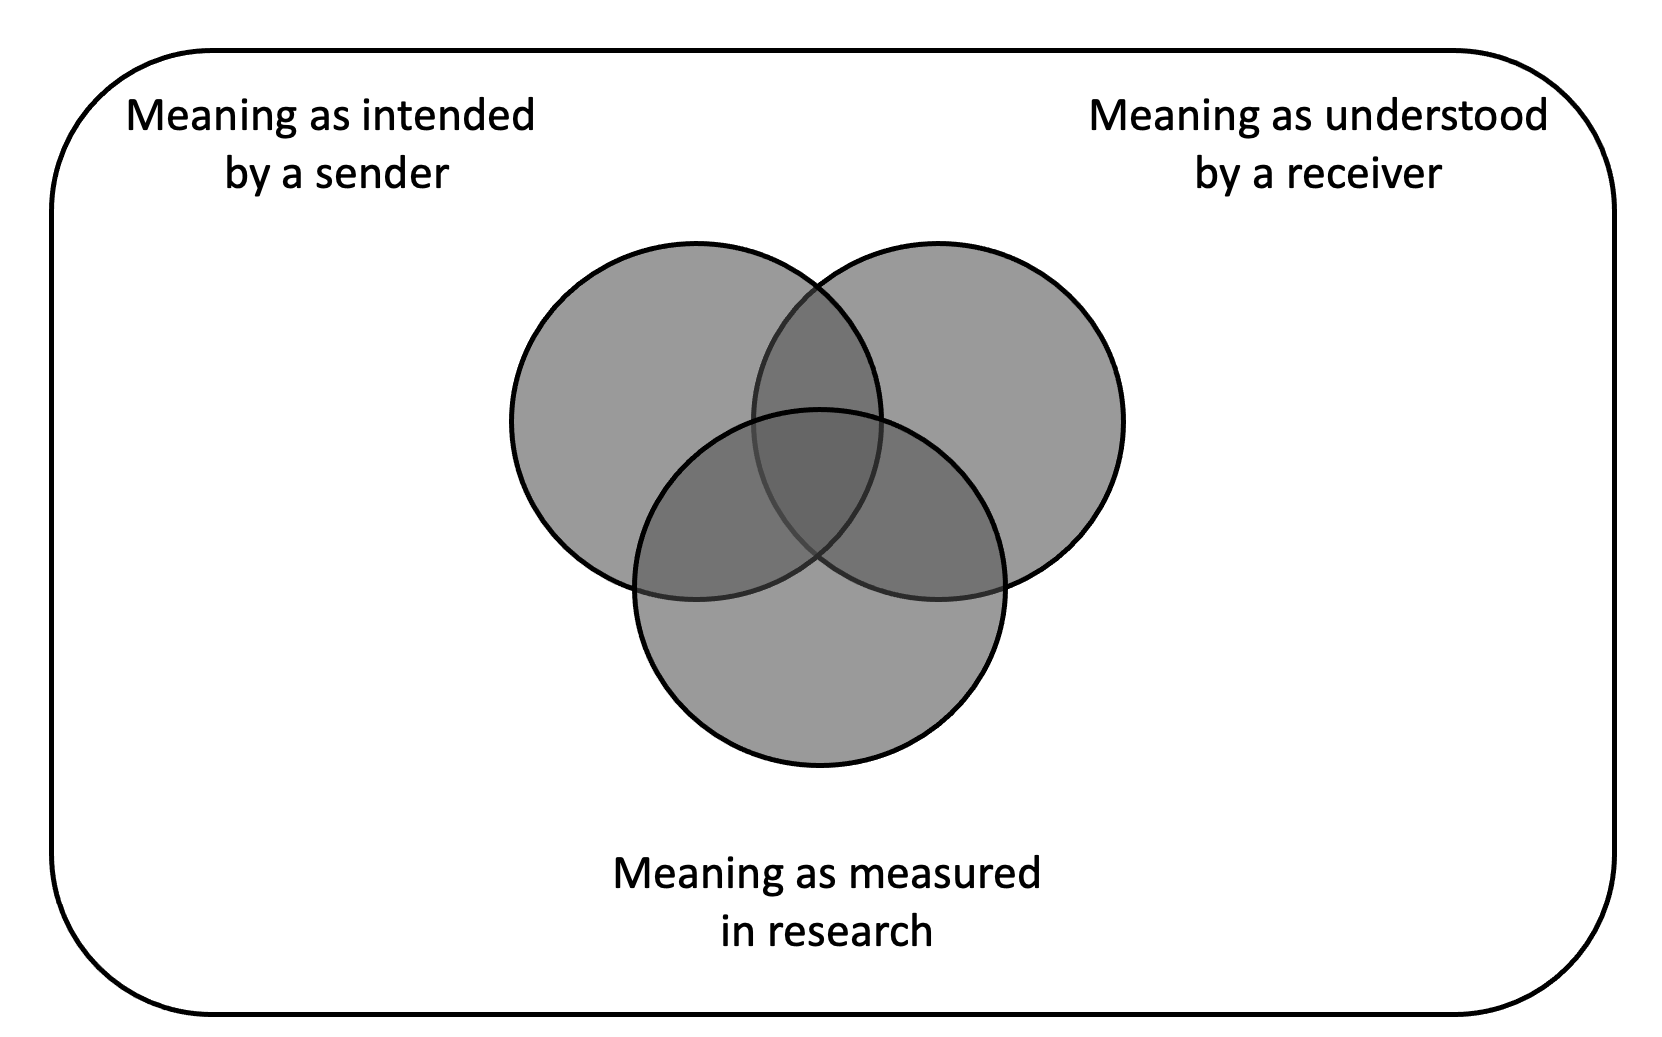 Meaning as intended
by a sender
Meaning as understood
by a receiver
Meaning as measured
in research